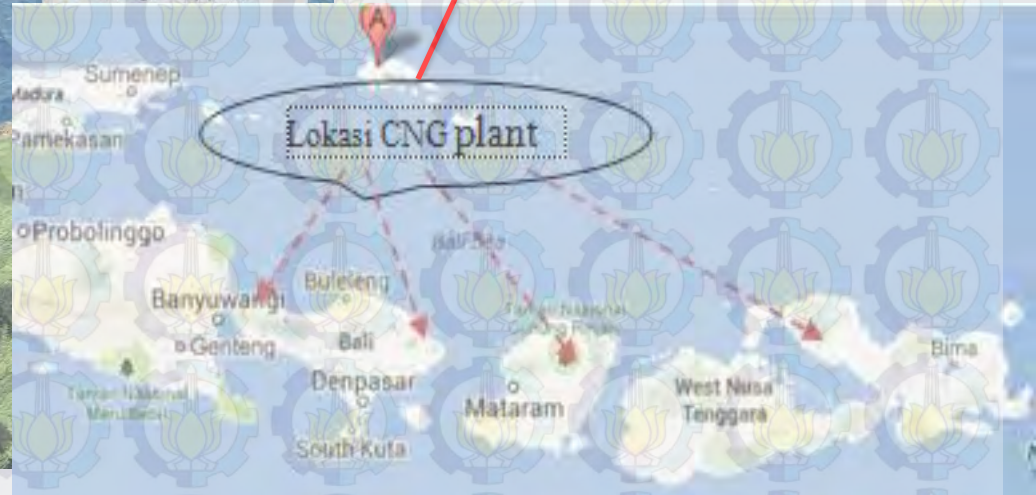 A
Sumenep
Madura
Pamekasan
Lokasi CNG plant
Probolinggo
Bali Sea
Buleleng
Banyuwangi
Genteng
Bali
Bima
Denpasar
West Nusa
Tenggara
Mataram
South Kuta